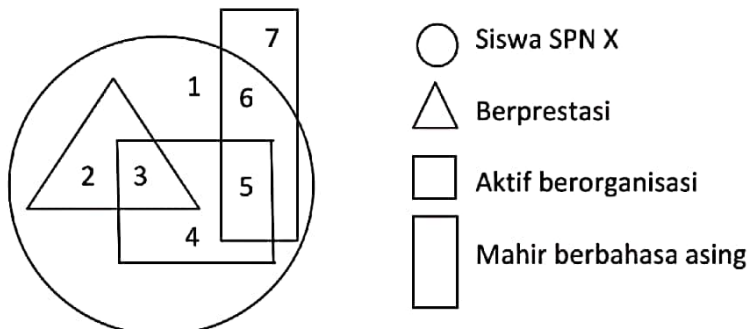 7
1
6
2
3
5
4
Siswa SPN X
Berprestasi
Aktif berorganisasi
Mahir berbahasa asing